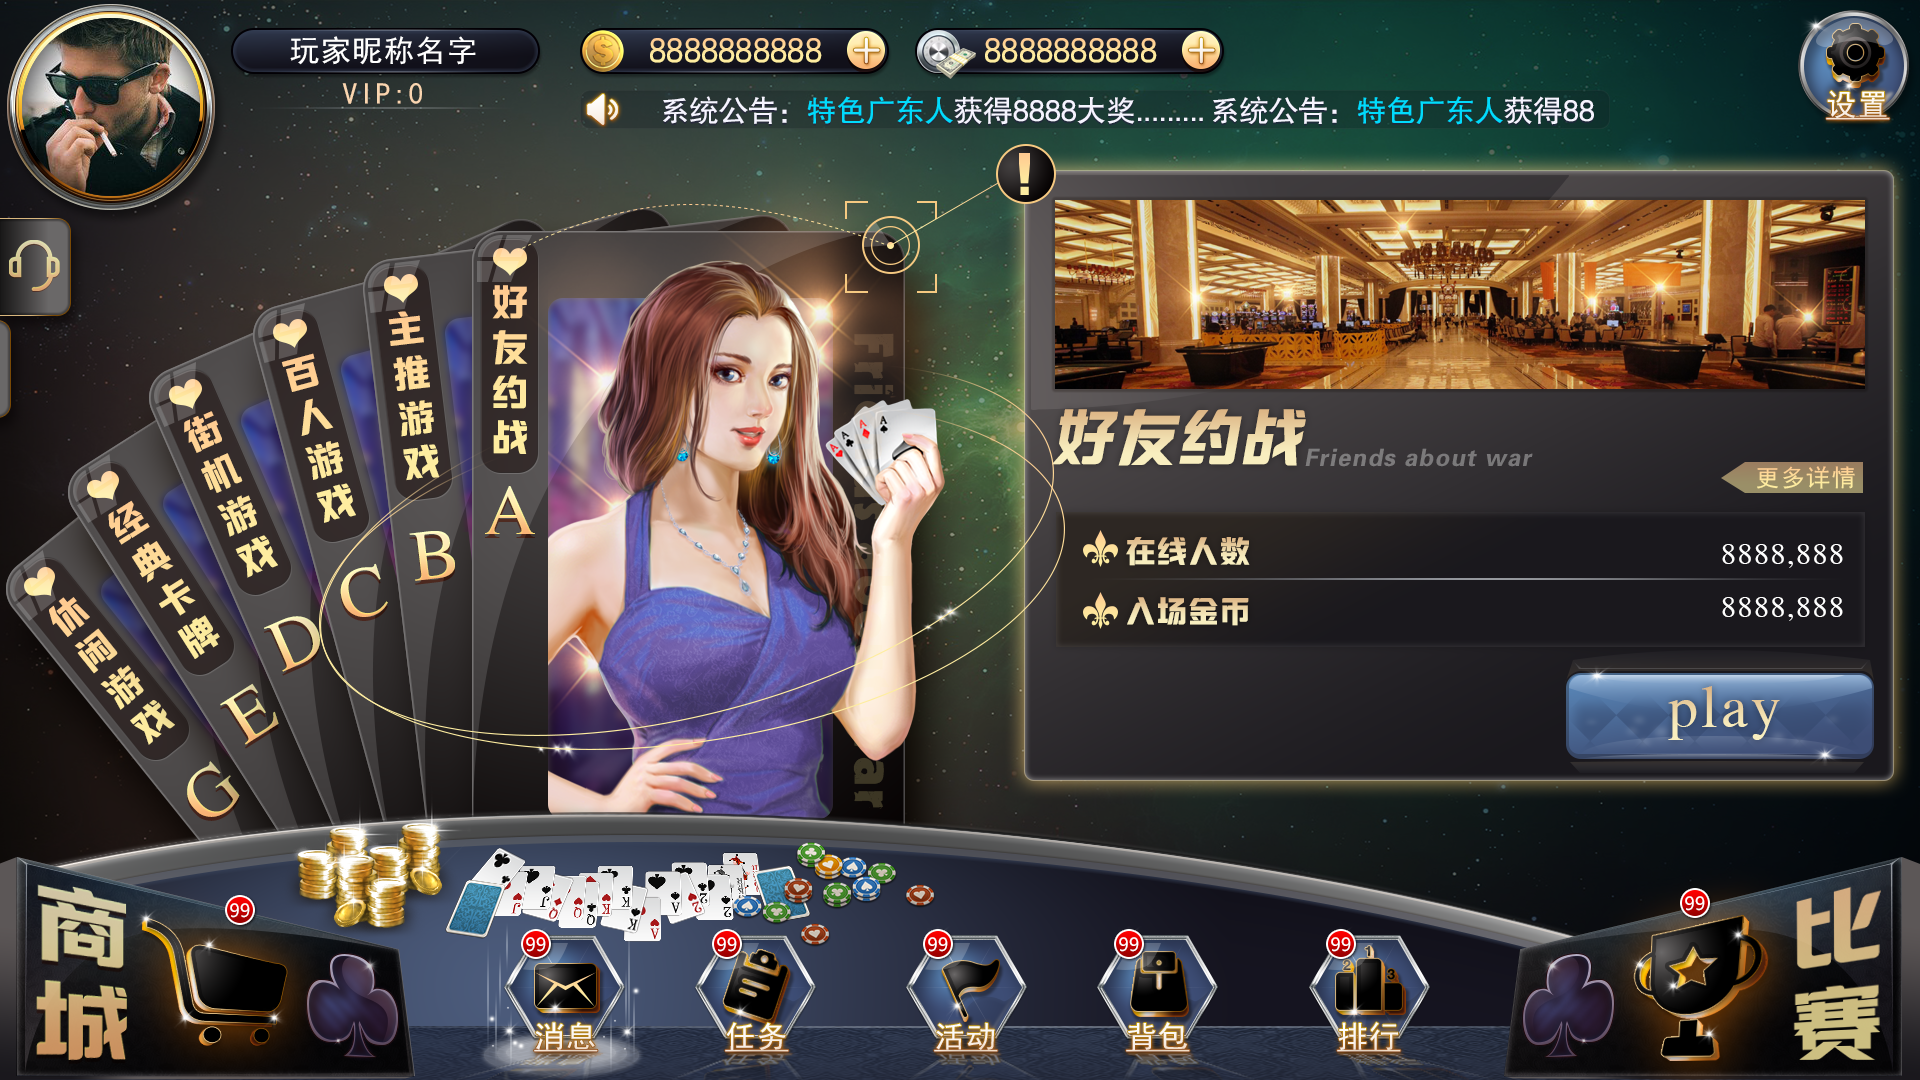 玩家昵称名字
VIP:0
8888888888
8888888888
设置
系统公告：特色广东人获得8888大奖......... 系统公告：特色广东人获得88
!
好友约战
A
主推游戏
B
百人游戏
C
街机游戏
D
经典卡牌
E
休闲游戏
G
好友约战
Friends about war
更多详情
在线人数
8888,888
入场金币
8888,888
play
商城
99
99
消息
99
任务
99
活动
99
背包
99
排行
1
2
3
99
比赛